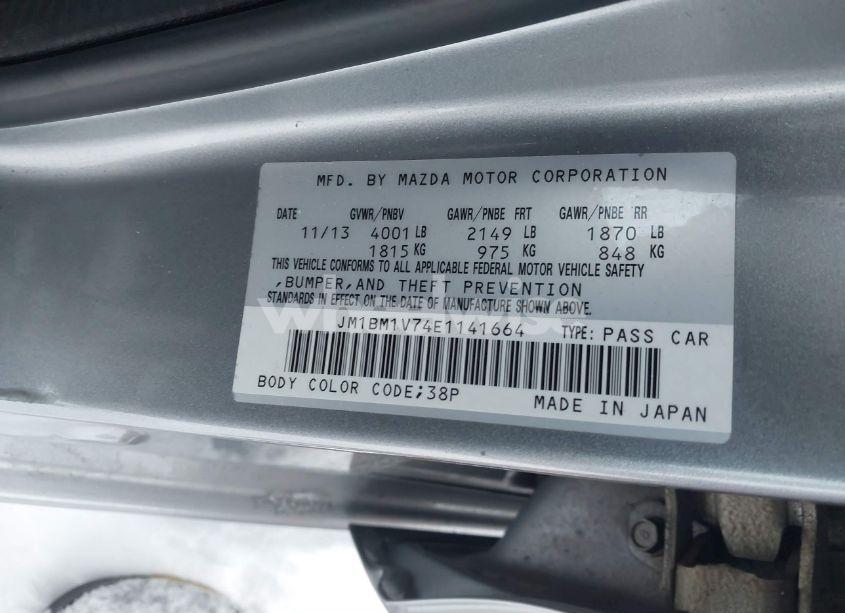 MFD. BY MAZDA MOTOR CORPORATION
DATE GVWR/PNBV GAWR/PNBE FRT GAWR/PNBE RR
11/13 4001 LB 2149 LB 1870 LB
1815 KG 975 KG 848 KG
THIS VEHICLE CONFORMS TO ALL APPLICABLE FEDERAL MOTOR VEHICLE SAFETY
,BUMPER,AND THEFT PREVENTION
STANDARDS IN EFFECT ON THE DATE OF MANUFACTURE SHOWN ABOVE.
JM1BM1V74E1141664 TYPE: PASS CAR
BODY COLOR CODE;38P
MADE IN JAPAN